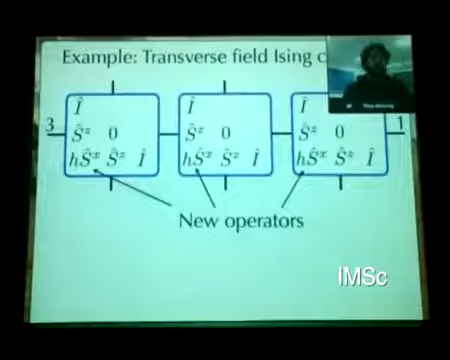 Example: Transverse field Ising c
3
Î Î Î
Ŝᶻ 0 Ŝᶻ 0 Ŝᶻ 0
hŜˣ Ŝᶻ Î hŜˣ Ŝᶻ Î hŜˣ Ŝᶻ Î
1
New operators
IMSc